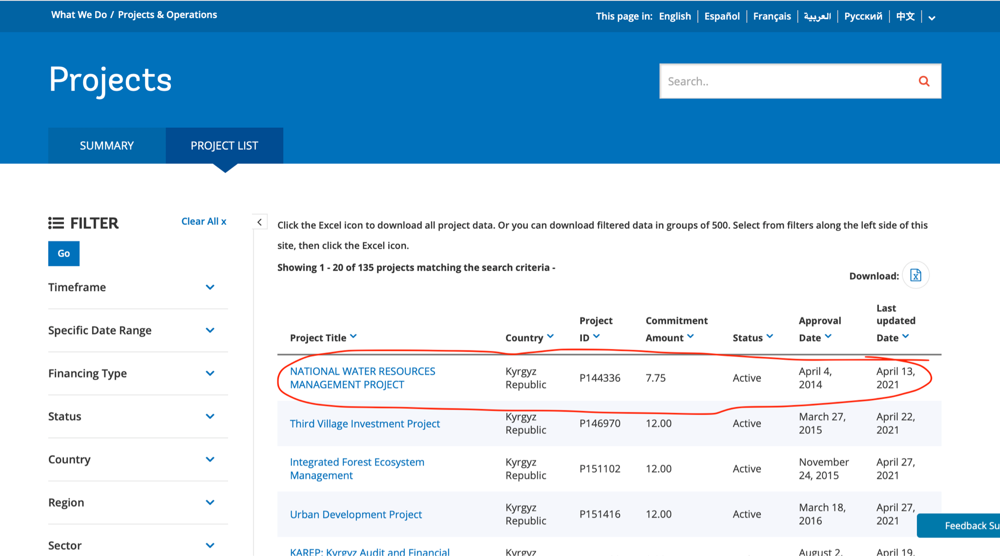 What We Do / Projects & Operations
This page in: English Español Français العربية Русский 中文
Projects
Search..
SUMMARY
PROJECT LIST
FILTER
Clear All x
Go
Timeframe
Specific Date Range
Financing Type
Status
Country
Region
Sector
Click the Excel icon to download all project data. Or you can download filtered data in groups of 500. Select from filters along the left side of this
site, then click the Excel icon.
Showing 1 - 20 of 135 projects matching the search criteria -
Download:
Project Title Country Project ID Commitment Amount Status Approval Date Last updated Date
NATIONAL WATER RESOURCES MANAGEMENT PROJECT Kyrgyz Republic P144336 7.75 Active April 4, 2014 April 13, 2021
Third Village Investment Project Kyrgyz Republic P146970 12.00 Active March 27, 2015 April 22, 2021
Integrated Forest Ecosystem Management Kyrgyz Republic P151102 12.00 Active November 24, 2015 April 27, 2021
Urban Development Project Kyrgyz Republic P151416 12.00 Active March 18, 2016 April 27, 2021
KAREP: Kyrgyz Audit and Financial Kyrgyz August 2, April 19,
Feedback Su